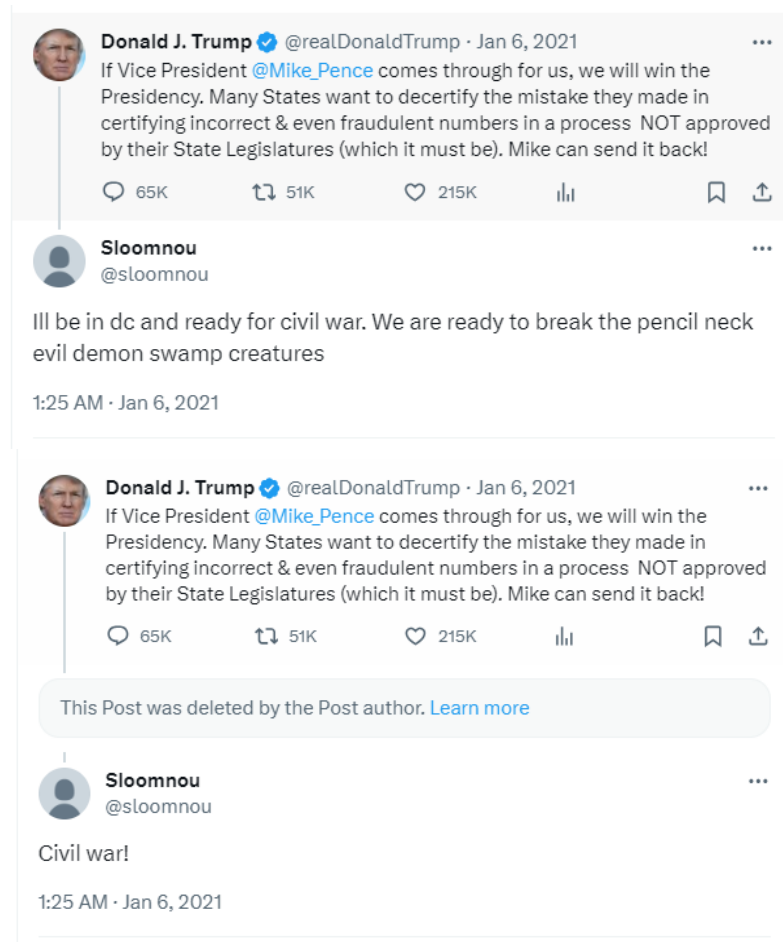 Donald J. Trump @realDonaldTrump · Jan 6, 2021
If Vice President @Mike_Pence comes through for us, we will win the
Presidency. Many States want to decertify the mistake they made in
certifying incorrect & even fraudulent numbers in a process NOT approved
by their State Legislatures (which it must be). Mike can send it back!
65K 51K 215K
Sloomnou
@sloomnou
Ill be in dc and ready for civil war. We are ready to break the pencil neck
evil demon swamp creatures
1:25 AM · Jan 6, 2021
Donald J. Trump @realDonaldTrump · Jan 6, 2021
If Vice President @Mike_Pence comes through for us, we will win the
Presidency. Many States want to decertify the mistake they made in
certifying incorrect & even fraudulent numbers in a process NOT approved
by their State Legislatures (which it must be). Mike can send it back!
65K 51K 215K
This Post was deleted by the Post author. Learn more
Sloomnou
@sloomnou
Civil war!
1:25 AM · Jan 6, 2021